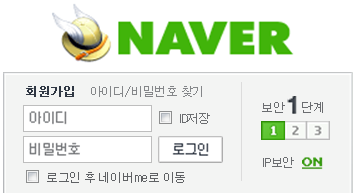 NAVER
회원가입 아이디/비밀번호 찾기
아이디 ID저장
비밀번호 로그인
로그인 후 네이버me로 이동
보안 1 단계
1 2 3
IP보안 ON